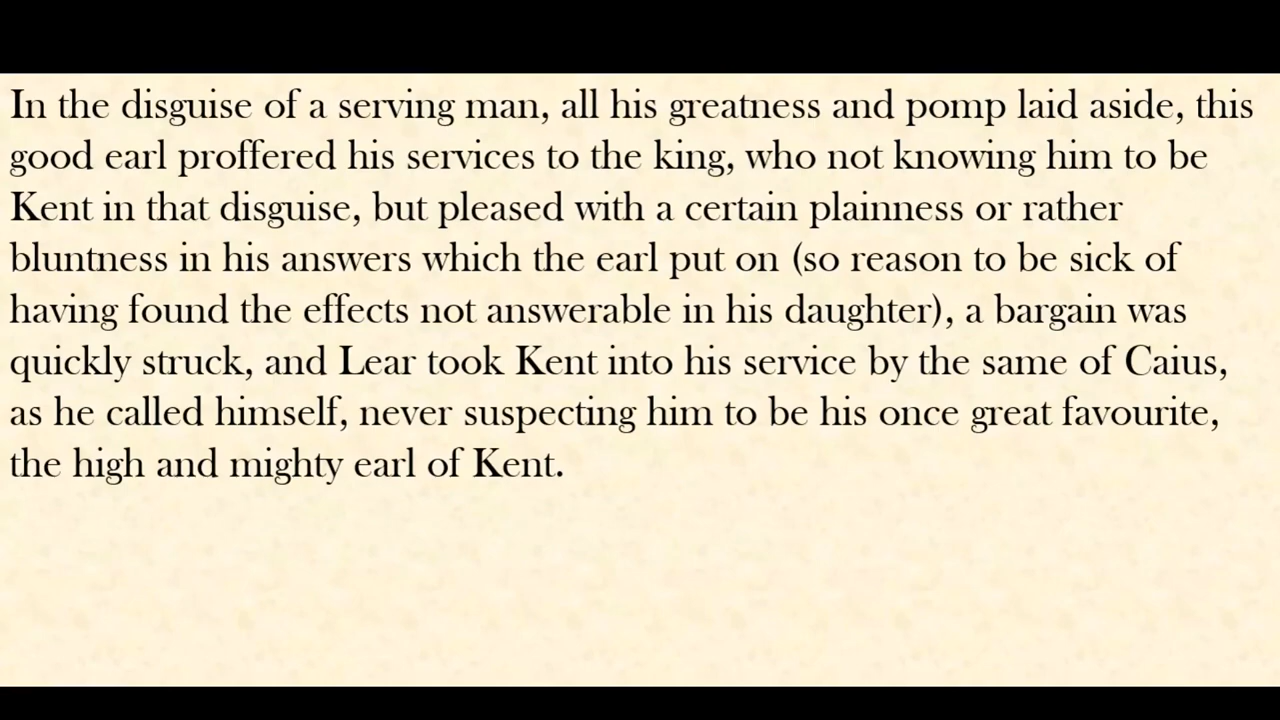 In the disguise of a serving man, all his greatness and pomp laid aside, this
good earl proffered his services to the king, who not knowing him to be
Kent in that disguise, but pleased with a certain plainness or rather
bluntness in his answers which the earl put on (so reason to be sick of
having found the effects not answerable in his daughter), a bargain was
quickly struck, and Lear took Kent into his service by the same of Caius,
as he called himself, never suspecting him to be his once great favourite,
the high and mighty earl of Kent.